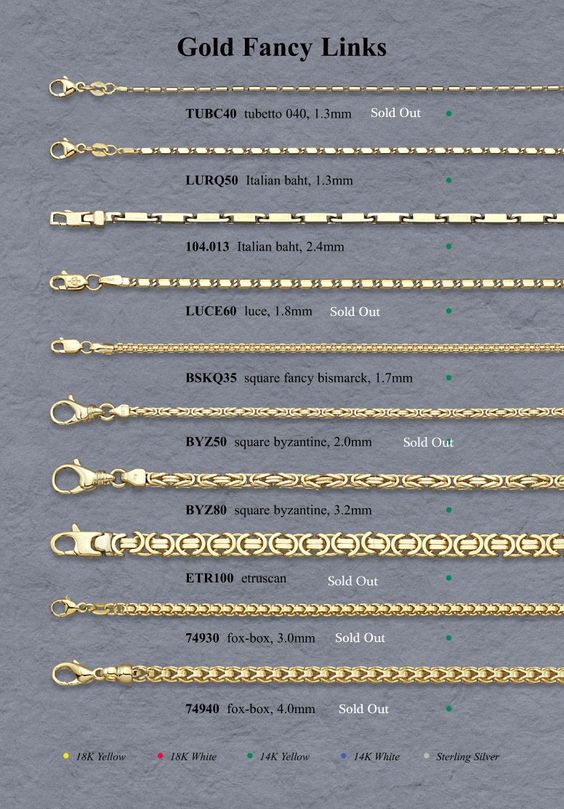 Gold Fancy Links
TUBC40 tubetto 040, 1.3mm Sold Out
LURQ50 Italian baht, 1.3mm
104.013 Italian baht, 2.4mm
LUCE60 luce, 1.8mm Sold Out
BSKQ35 square fancy bismarck, 1.7mm
BYZ50 square byzantine, 2.0mm Sold Out
BYZ80 square byzantine, 3.2mm
ETR100 etruscan Sold Out
74930 fox-box, 3.0mm Sold Out
74940 fox-box, 4.0mm Sold Out
18K Yellow 18K White 14K Yellow 14K White Sterling Silver